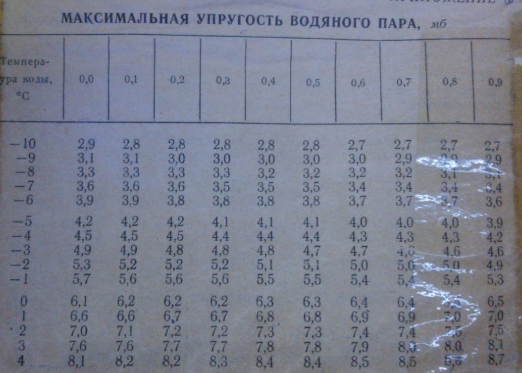 МАКСИМАЛЬНАЯ УПРУГОСТЬ ВОДЯНОГО ПАРА, мб
Темпера-
ура воды, °С 0,0 0,1 0,2 0,3 0,4 0,5 0,6 0,7 0,8 0,9
—10 2,9 2,8 2,8 2,8 2,8 2,8 2,7 2,7 2,7 2,7
—9 3,1 3,1 3,0 3,0 3,0 3,0 3,0 2,9 2,9
—8 3,3 3,3 3,3 3,3 3,2 3,2 3,2 3,2 3,1
—7 3,6 3,6 3,6 3,5 3,5 3,5 3,4 3,4 3,4 3,4
—6 3,9 3,9 3,8 3,8 3,8 3,8 3,7 3,7 3,7 3,6
—5 4,2 4,2 4,2 4,1 4,1 4,1 4,0 4,0 4,0 3,9
—4 4,5 4,5 4,5 4,4 4,4 4,4 4,3 4,3 4,3 4,2
—3 4,9 4,9 4,8 4,8 4,8 4,7 4,7 4,6 4,6
—2 5,3 5,2 5,2 5,2 5,1 5,1 5,0 5,0 5,0 4,9
—1 5,7 5,6 5,6 5,6 5,5 5,5 5,4 5,4 5,4 5,3
0 6,1 6,2 6,2 6,2 6,3 6,3 6,4 6,4 6,5
1 6,6 6,6 6,7 6,7 6,8 6,8 6,9 6,9 7,0 7,0
2 7,0 7,1 7,2 7,2 7,3 7,3 7,4 7,4 7,5
3 7,6 7,6 7,7 7,7 7,8 7,8 7,9 8,0 8,1
4 8,1 8,2 8,2 8,3 8,4 8,4 8,5 8,5 8,7